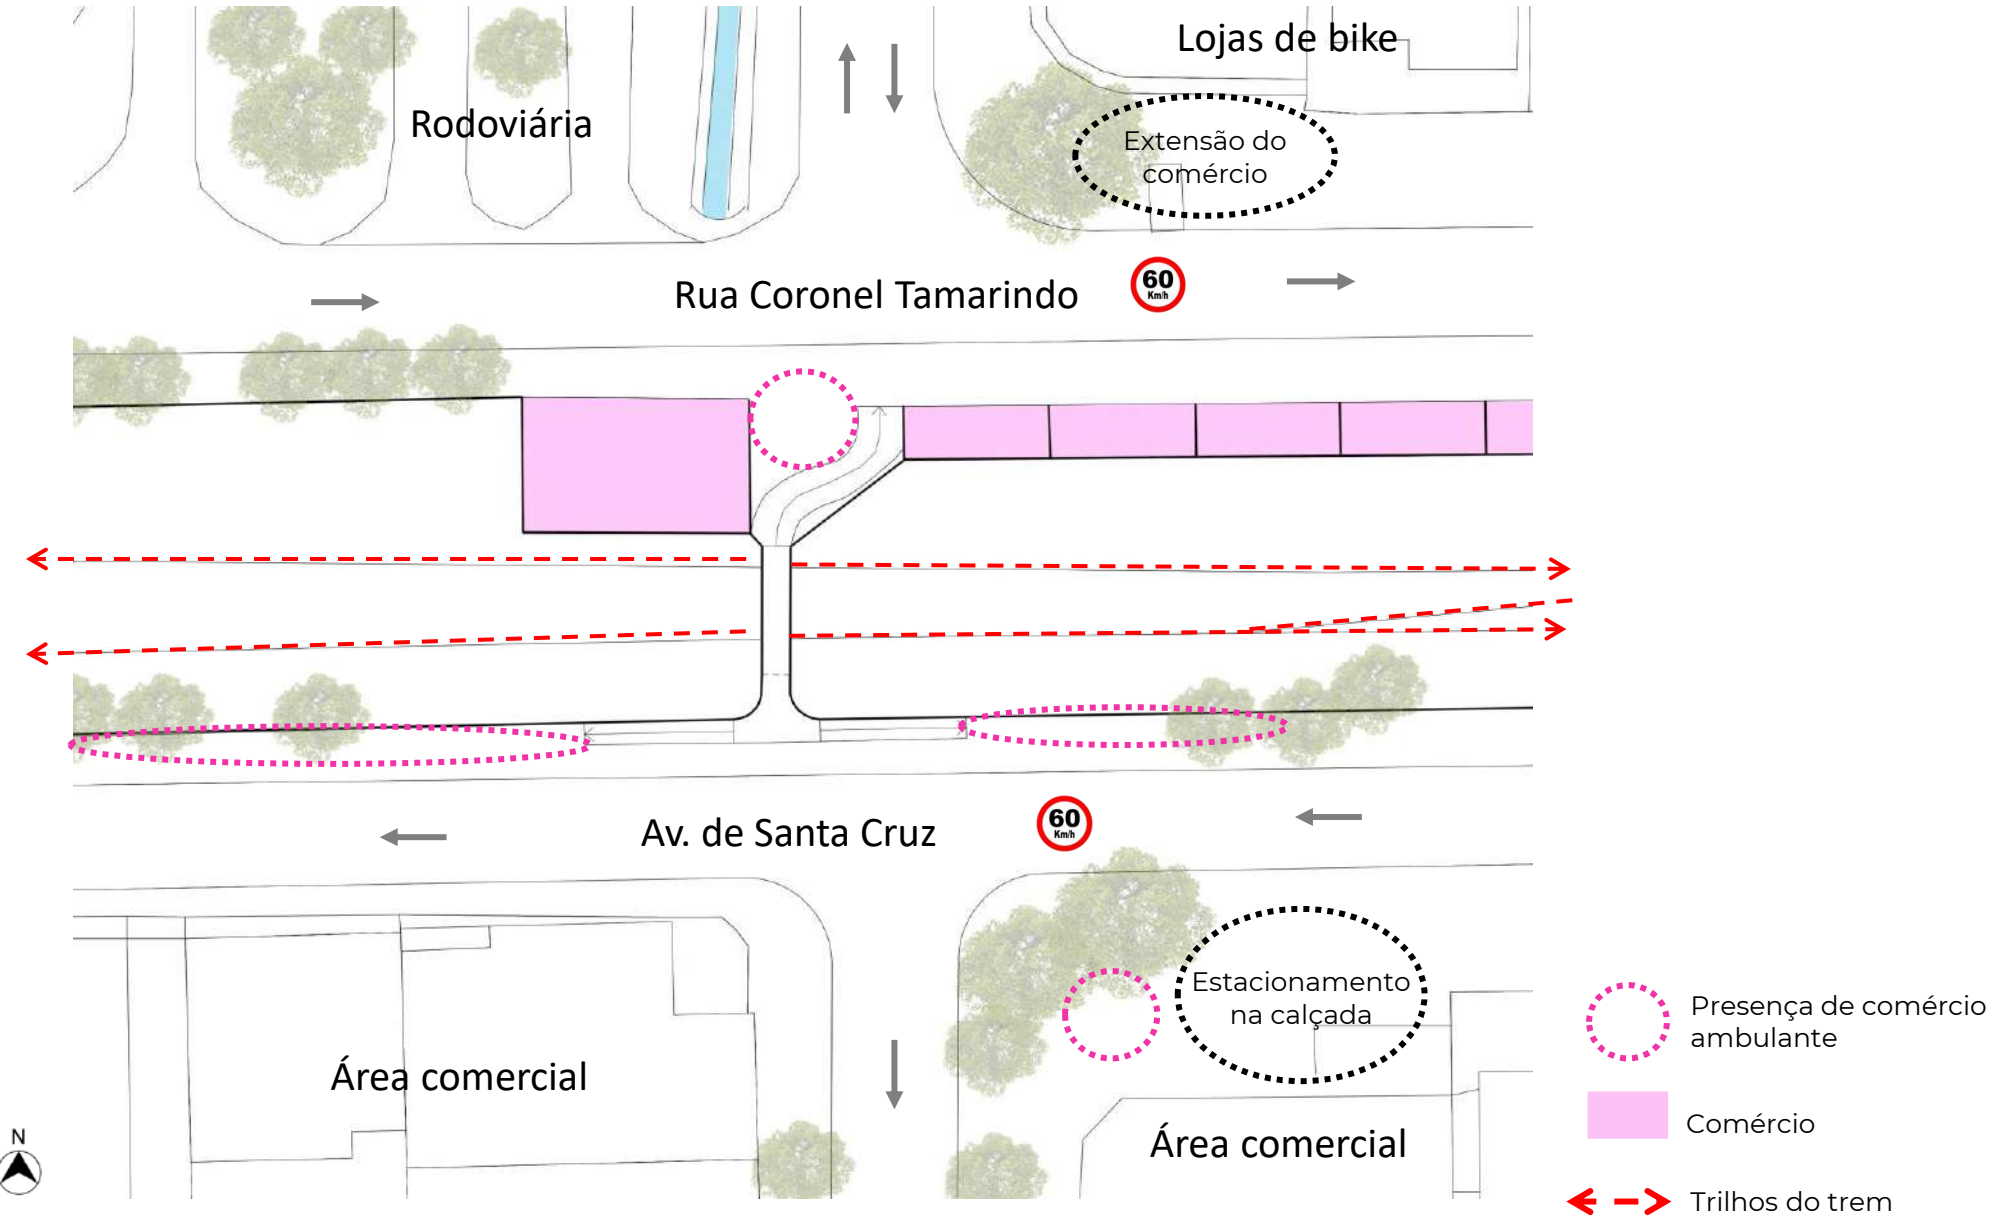 Lojas de bike
Rodoviária
Extensão do
comércio
Rua Coronel Tamarindo
60
Km/h
Av. de Santa Cruz
60
Km/h
Estacionamento
na calçada
Área comercial
Área comercial
Presença de comércio
ambulante
Comércio
Trilhos do trem
N